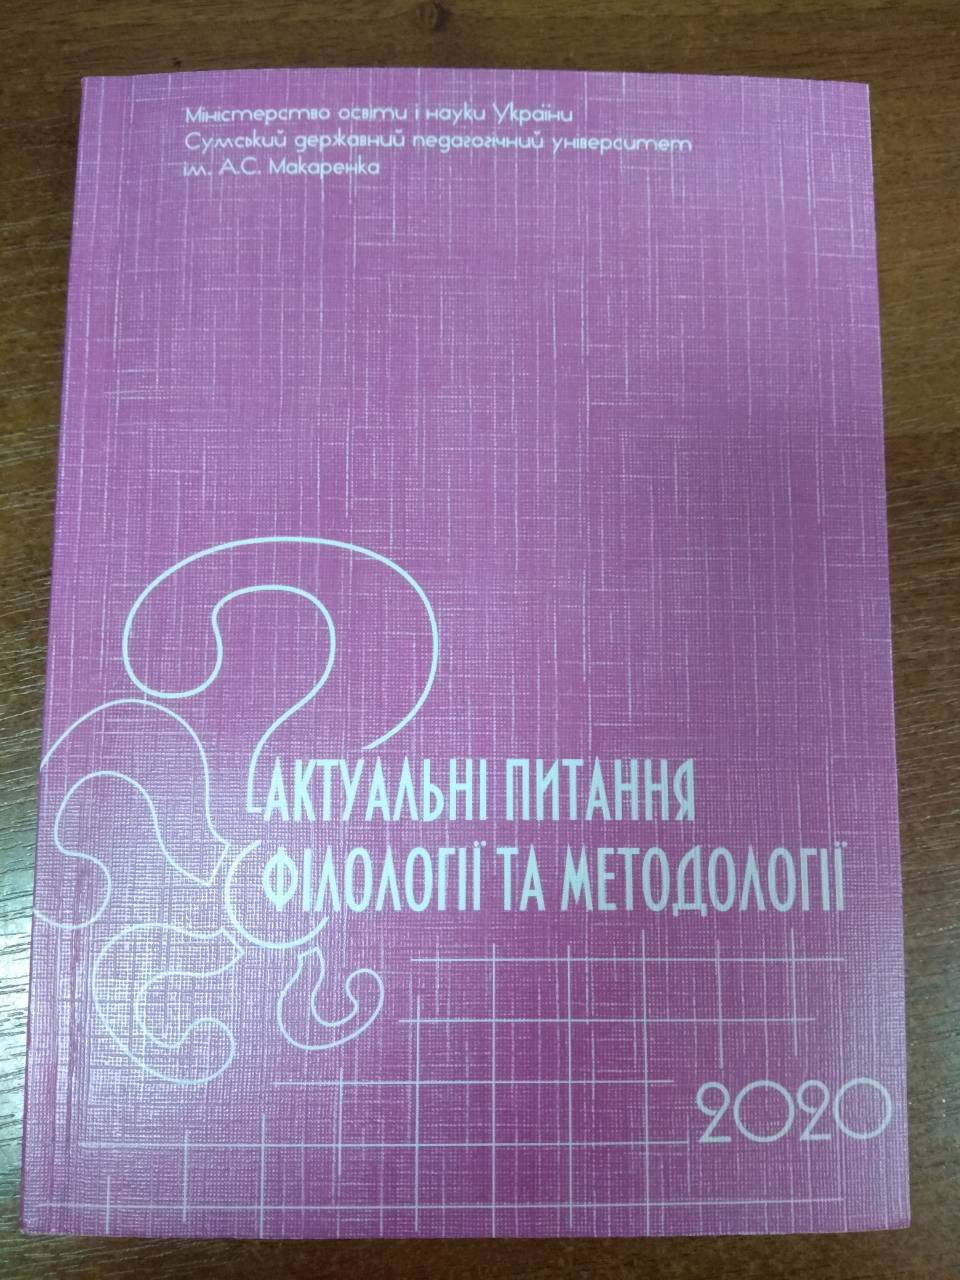 Міністерство освіти і науки України
Сумський державний педагогічний університет
ім. А.С. Макаренка
АКТУАЛЬНІ ПИТАННЯ
ФІЛОЛОГІЇ ТА МЕТОДОЛОГІЇ
2020